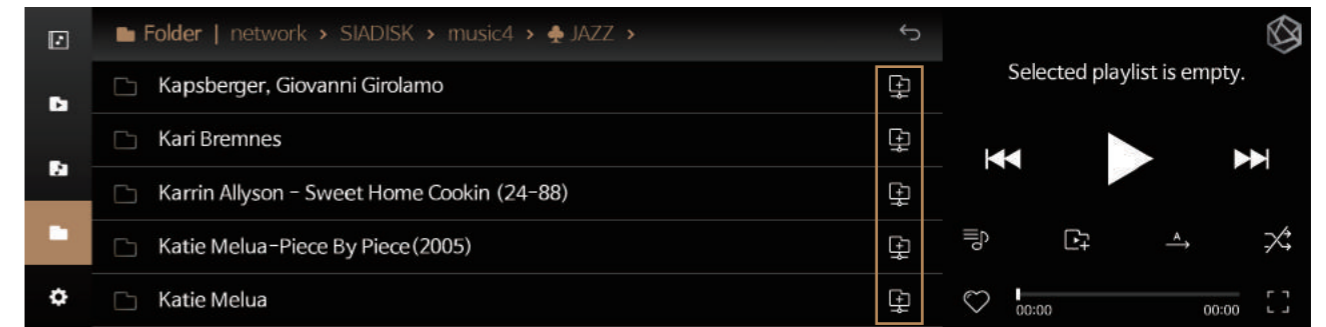 Folder | network > SIADISK > music4 > ♣ JAZZ >
Kapsberger, Giovanni Girolamo
Kari Bremnes
Karrin Allyson - Sweet Home Cookin (24-88)
Katie Melua-Piece By Piece(2005)
Katie Melua
Selected playlist is empty.
A
00:00 00:00